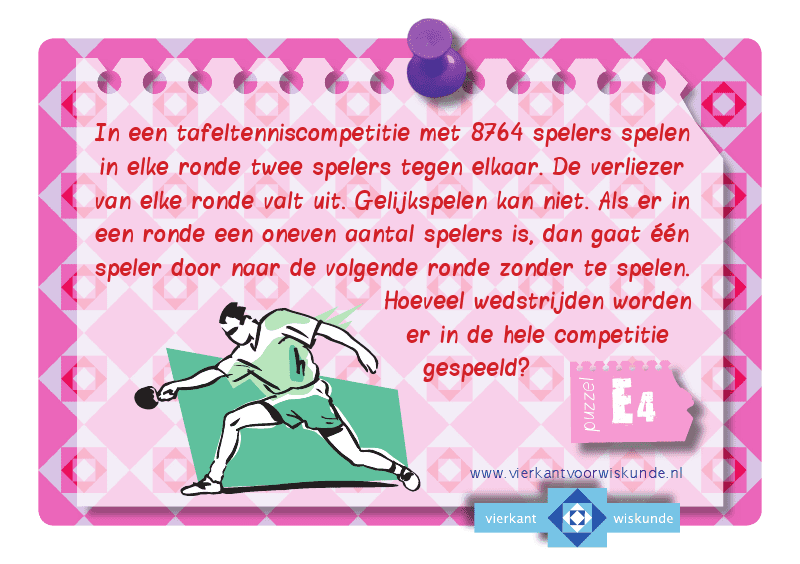 In een tafeltenniscompetitie met 8764 spelers spelen
in elke ronde twee spelers tegen elkaar. De verliezer
van elke ronde valt uit. Gelijkspelen kan niet. Als er in
een ronde een oneven aantal spelers is, dan gaat één
speler door naar de volgende ronde zonder te spelen.
Hoeveel wedstrijden worden
er in de hele competitie
gespeeld?
puzzel E4
www.vierkantvoorwiskunde.nl
vierkant wiskunde